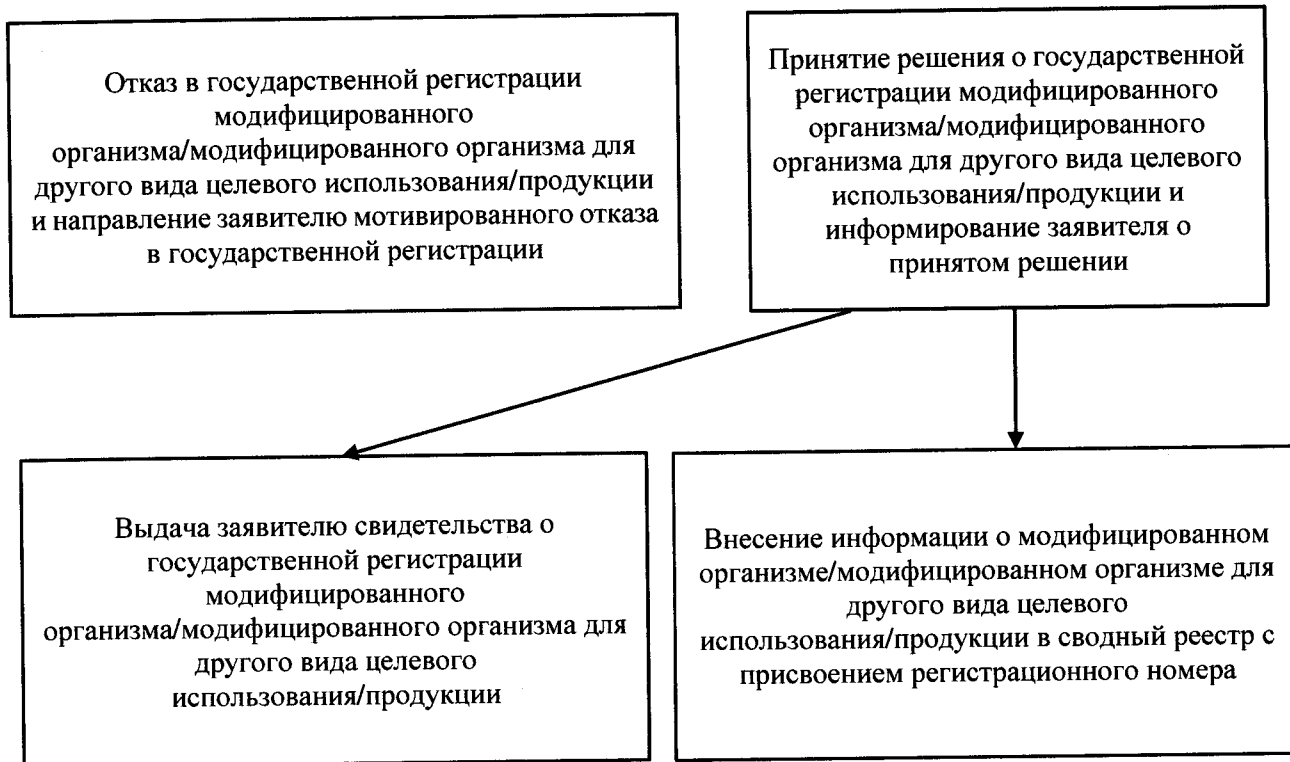 Отказ в государственной регистрации
модифицированного
организма/модифицированного организма для
другого вида целевого использования/продукции
и направление заявителю мотивированного отказа
в государственной регистрации
Принятие решения о государственной
регистрации модифицированного
организма/модифицированного
организма для другого вида целевого
использования/продукции и
информирование заявителя о
принятом решении
Выдача заявителю свидетельства о
государственной регистрации
модифицированного
организма/модифицированного организма для
другого вида целевого
использования/продукции
Внесение информации о модифицированном
организме/модифицированном организме для
другого вида целевого
использования/продукции в сводный реестр с
присвоением регистрационного номера